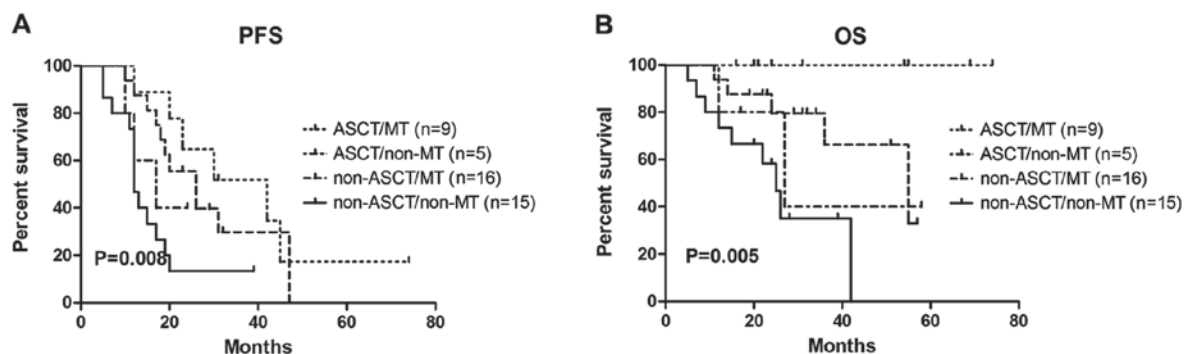 A
PFS
Percent survival
100
80
60
40
20
0
P=0.008
0 20 40 60 80
Months
ASCT/MT (n=9)
ASCT/non-MT (n=5)
non-ASCT/MT (n=16)
non-ASCT/non-MT (n=15)
B
OS
Percent survival
100
80
60
40
20
0
P=0.005
0 20 40 60 80
Months
ASCT/MT (n=9)
ASCT/non-MT (n=5)
non-ASCT/MT (n=16)
non-ASCT/non-MT (n=15)